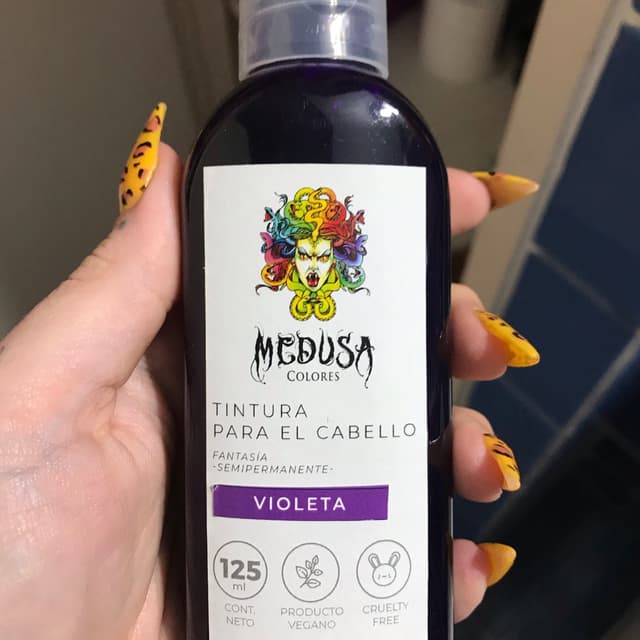 MEDUSA
COLORES
TINTURA
PARA EL CABELLO
FANTASÍA
-SEMIPERMANENTE-
VIOLETA
125
ml
CONT.
NETO
PRODUCTO
VEGANO
CRUELTY
FREE